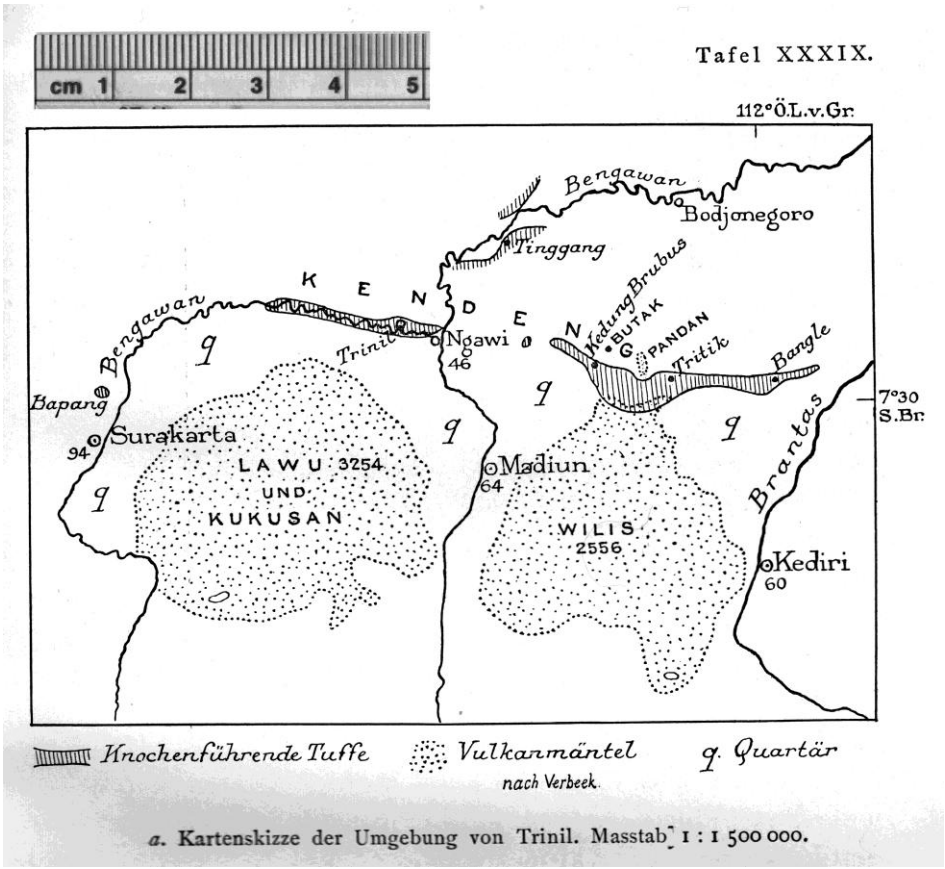 cm 1 2 3 4 5
Tafel XXXIX.
112° Ö.L.v.Gr.
Bengawan
Bodjonegoro
Tinggang
KENDENG
Kedung Brubus
BUTAK
PANDAN
Bengawan
Trinil
Ngawi
46
Tritik
Bangle
q
q
Bapang
7°30
S.Br.
94 Surakarta
q
q
q
Brantas
LAWU 3254
UND
KUKUSAN
Madiun
64
WILIS
2556
Kediri
60
Knochenführende Tuffe
Vulkanmäntel
nach Verbeek.
q. Quartär
a. Kartenskizze der Umgebung von Trinil. Masstab 1 : 1 500 000.